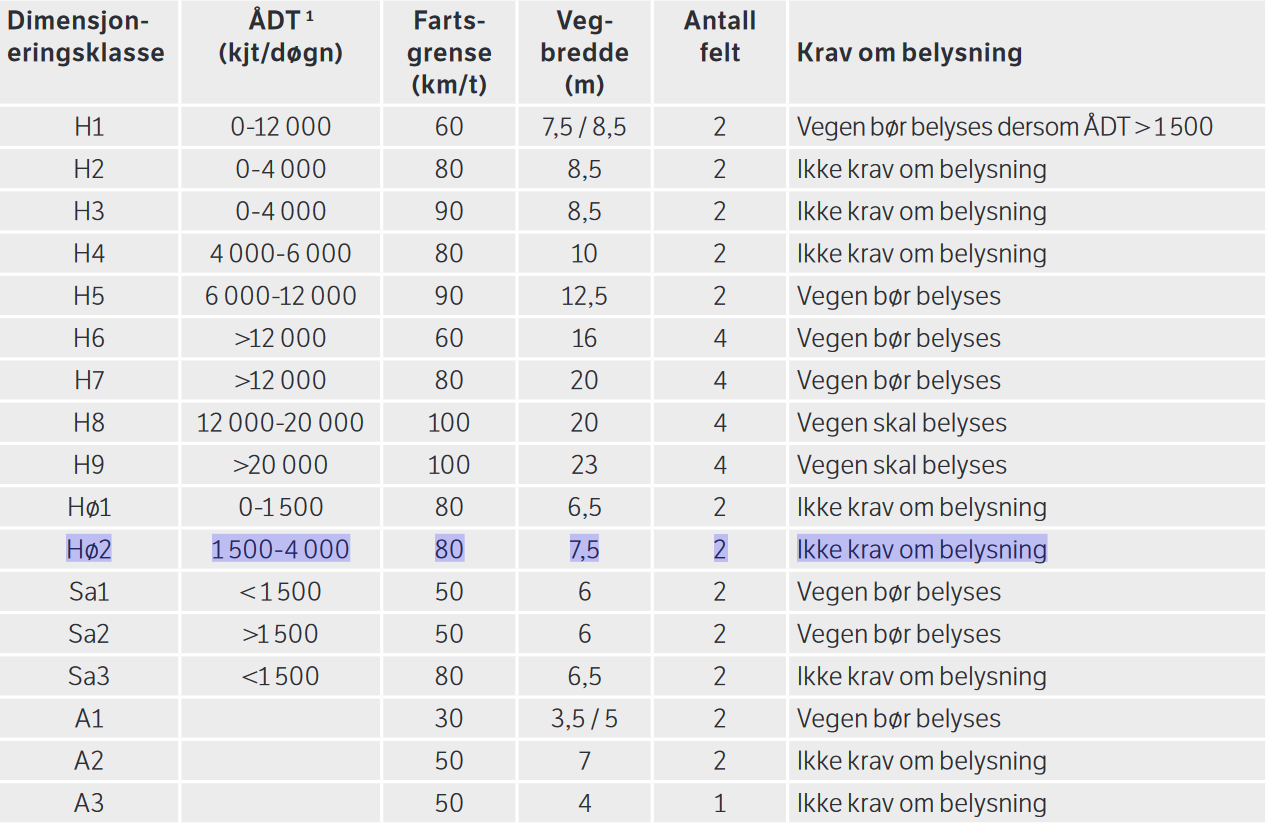 Dimensjon-eringsklasse ÅDT ¹ (kjt/døgn) Farts-grense (km/t) Veg-bredde (m) Antall felt Krav om belysning
H1 0-12 000 60 7,5 / 8,5 2 Vegen bør belyses dersom ÅDT > 1 500
H2 0-4 000 80 8,5 2 Ikke krav om belysning
H3 0-4 000 90 8,5 2 Ikke krav om belysning
H4 4 000-6 000 80 10 2 Ikke krav om belysning
H5 6 000-12 000 90 12,5 2 Vegen bør belyses
H6 >12 000 60 16 4 Vegen bør belyses
H7 >12 000 80 20 4 Vegen bør belyses
H8 12 000-20 000 100 20 4 Vegen skal belyses
H9 >20 000 100 23 4 Vegen skal belyses
Hø1 0-1 500 80 6,5 2 Ikke krav om belysning
Hø2 1 500-4 000 80 7,5 2 Ikke krav om belysning
Sa1 < 1 500 50 6 2 Vegen bør belyses
Sa2 >1 500 50 6 2 Vegen bør belyses
Sa3 <1 500 80 6,5 2 Ikke krav om belysning
A1 30 3,5 / 5 2 Vegen bør belyses
A2 50 7 2 Ikke krav om belysning
A3 50 4 1 Ikke krav om belysning